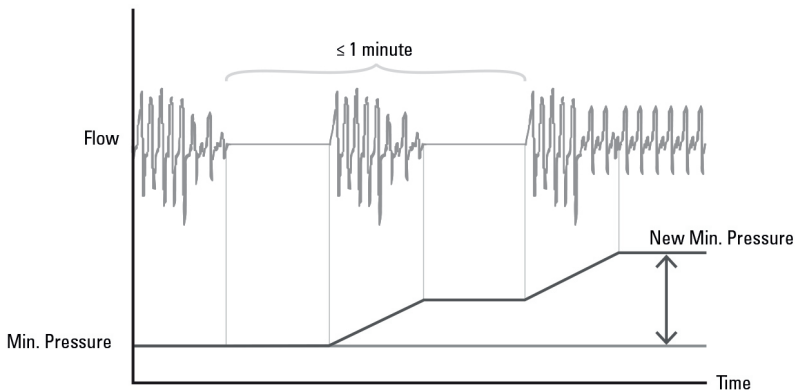 ≤ 1 minute
Flow
New Min. Pressure
Min. Pressure
Time